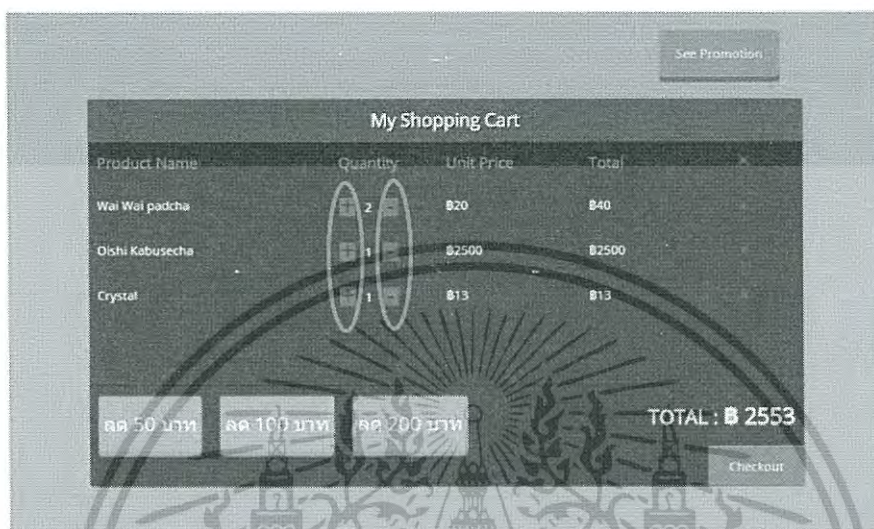 See Promotion
My Shopping Cart
Product Name Quantity Unit Price Total ×
Wai Wai padcha + 2 - ฿20 ฿40
Oishi Kabusecha + 1 - ฿2500 ฿2500
Crystal + 1 - ฿13 ฿13
ลด 50 บาท ลด 100 บาท ลด 200 บาท TOTAL : ฿ 2553
Checkout